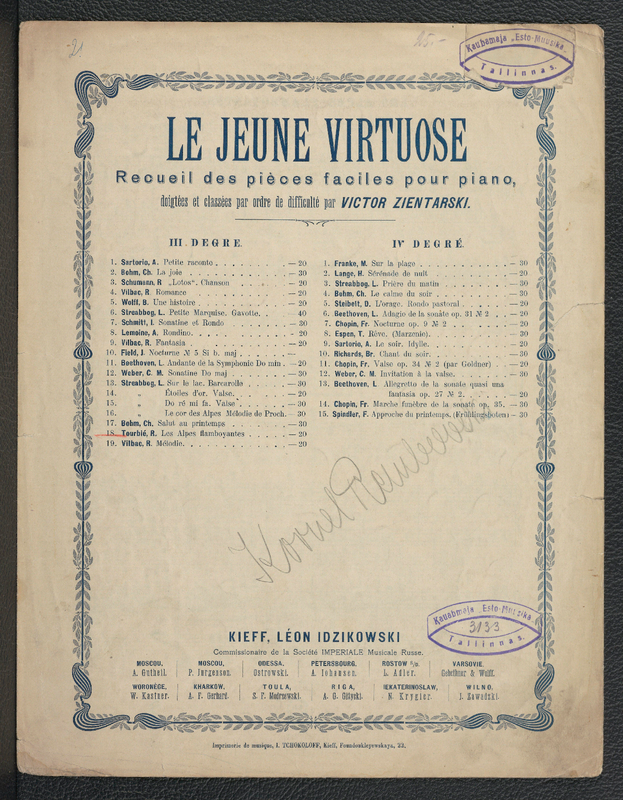 21
25.-
Kaubamaja „Esto-Muusika"
Tallinnas.
LE JEUNE VIRTUOSE
Recueil des pièces faciles pour piano,
doigtées et classées par ordre de difficulté par VICTOR ZIENTARSKI.
III DEGRE.
1. Sartorio, A. Petite raconte . — 20
2. Bohm, Ch. La joie . — 30
3. Schumann, R „Lotos". Chanson . — 20
4. Vilbac, R. Romance . — 20
5. Wolff, B. Une histoire . — 20
6. Streabbog, L. Petite Marquise. Gavotte. — 40
7. Schmitt, I. Sonatine et Rondo . — 30
8. Lemoine, A. Rondino. — 20
9. Vilbac, R. Fantasia . — 20
10. Field, J. Nocturne № 5 Si b. maj . — 30
11. Beethoven, L. Andante de la Symphonie Do min . — 20
12. Weber, C. M. Sonatine Do maj . — 30
13. Streabbog, L. Sur le lac. Barcarolle . — 30
14. „ Étoiles d'or. Valse. — 20
15. „ Do ré mi fa. Valse . — 30
16. „ Le cor des Alpes Mélodie de Proch. — 30
17. Bohm, Ch. Salut au printemps . — 30
18. Tourbié, R. Les Alpes flamboyantes . — 20
19. Vilbac, R. Mélodie. — 20
IV DEGRÉ.
1. Franke, M. Sur la plage . — 30
2. Lange, H. Sérénade de nuit . — 20
3. Streabbog, L. Prière du matin . — 30
4. Bohm, Ch. Le calme du soir . — 30
5. Steibelt, D. L'orage. Rondo pastoral . — 20
6. Beethoven, L. Adagio de la sonate op. 31 № 2 . — 20
7. Chopin, Fr. Nocturne op. 9 № 2 . — 20
8. Espen, T. Rêve. (Marzenie). — 30
9. Sartorio, A. Le soir. Idylle. — 20
10. Richards, Br. Chant du soir. — 30
11. Chopin, Fr. Valse op. 34 № 2 (par Goldner) . — 20
12. Weber, C. M. Invitation à la valse. — 30
13. Beethoven, L. Allegretto de la sonate quasi una
fantasia op. 27 № 2. — 20
14. Chopin, Fr. Marche funèbre de la sonate op. 35. — 30
15. Spindler, F. Approche du printemps. (Frühlingsboten) — 30
Kornel
KIEFF, LÉON IDZIKOWSKI
Commissionaire de la Société IMPERIALE Musicale Russe.
MOSCOU, MOSCOU, ODESSA, PETERSBOURG, ROSTOW s/D. VARSOVIE.
A. Gutheil. P. Jurgenson. Ostrowski. A. Iohansen. L. Adler. Gebethner & Wolff.
WORONÈGE, KHARKOW, TOULA, RIGA, IEKATERINOSLAW, WILNO,
W. Kastner. A. F. Gerhard. A. G. Gijycki. N. Krygier. J. Zawadzki.
Kaubamaja „Esto-Muusika"
3133
Tallinnas.
Imprimerie de musique, I. TCHOKOLOFF, Kieff, Founduekleyewskaya, 22.